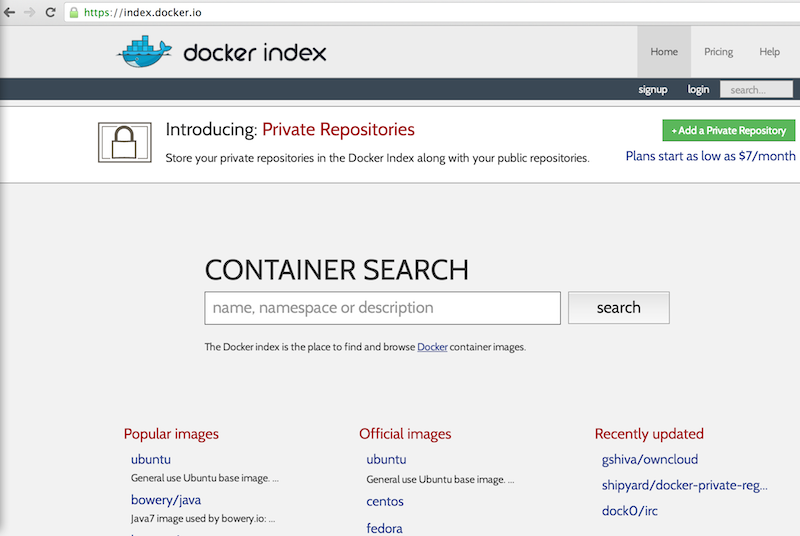 https://index.docker.io
docker index
Home Pricing Help
signup login search...
Introducing: Private Repositories
Store your private repositories in the Docker Index along with your public repositories.
+ Add a Private Repository
Plans start as low as $7/month
CONTAINER SEARCH
name, namespace or description
search
The Docker index is the place to find and browse Docker container images.
Popular images
ubuntu
General use Ubuntu base image. ...
bowery/java
Java7 image used by bowery.io: ...
Official images
ubuntu
General use Ubuntu base image. ...
centos
fedora
Recently updated
gshiva/owncloud
shipyard/docker-private-reg...
dock0/irc